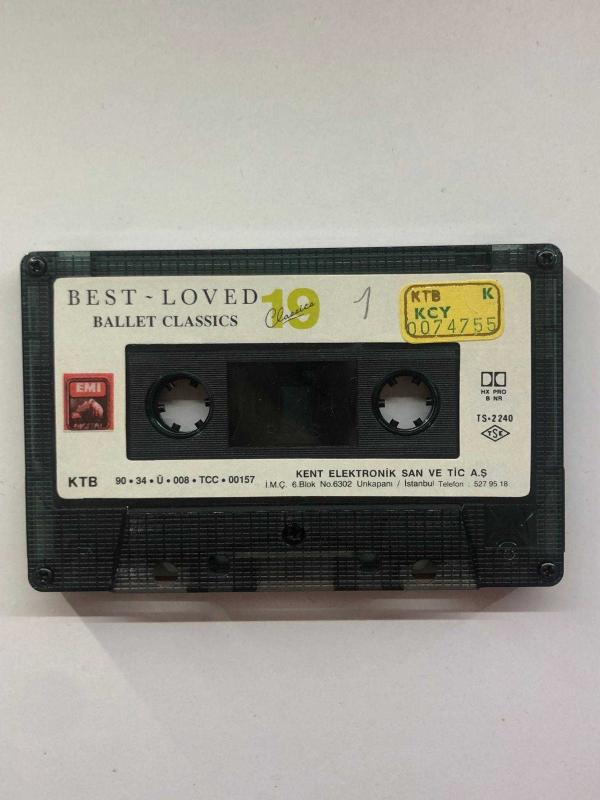 BEST ~ LOVED
BALLET CLASSICS
19
Classics
1
KTB K
KCY
0074755
EMI
HX PRO
B NR
TS•2240
TSE
KTB 90 • 34 • Ü • 008 • TCC • 00157
KENT ELEKTRONİK SAN VE TİC A.Ş
İ.M.Ç. 6.Blok No.6302 Unkapanı / İstanbul Telefon : 527 95 18